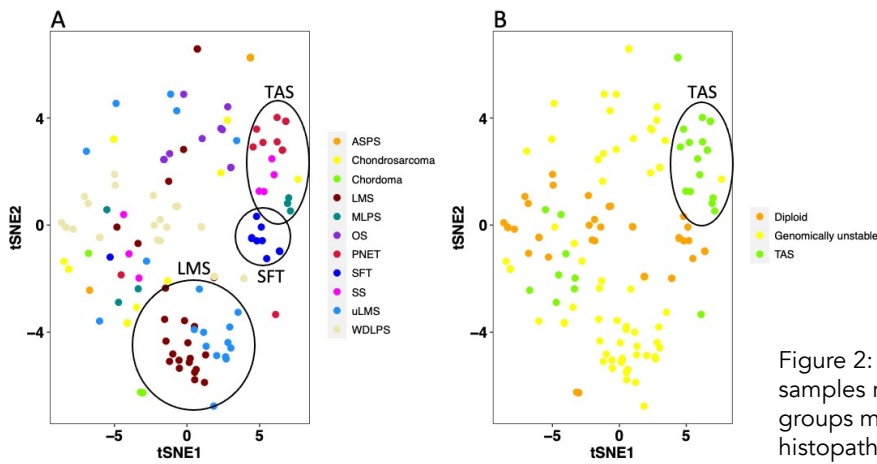 A
B
TAS
TAS
4
0
−4
tSNE2
−5
0
5
tSNE1
LMS
SFT
ASPS
Chondrosarcoma
Chordoma
LMS
MLPS
OS
PNET
SFT
SS
uLMS
WDLPS
4
0
−4
tSNE2
−5
0
5
tSNE1
Diploid
Genomically unstable
TAS
Figure 2:
samples
groups
histopath